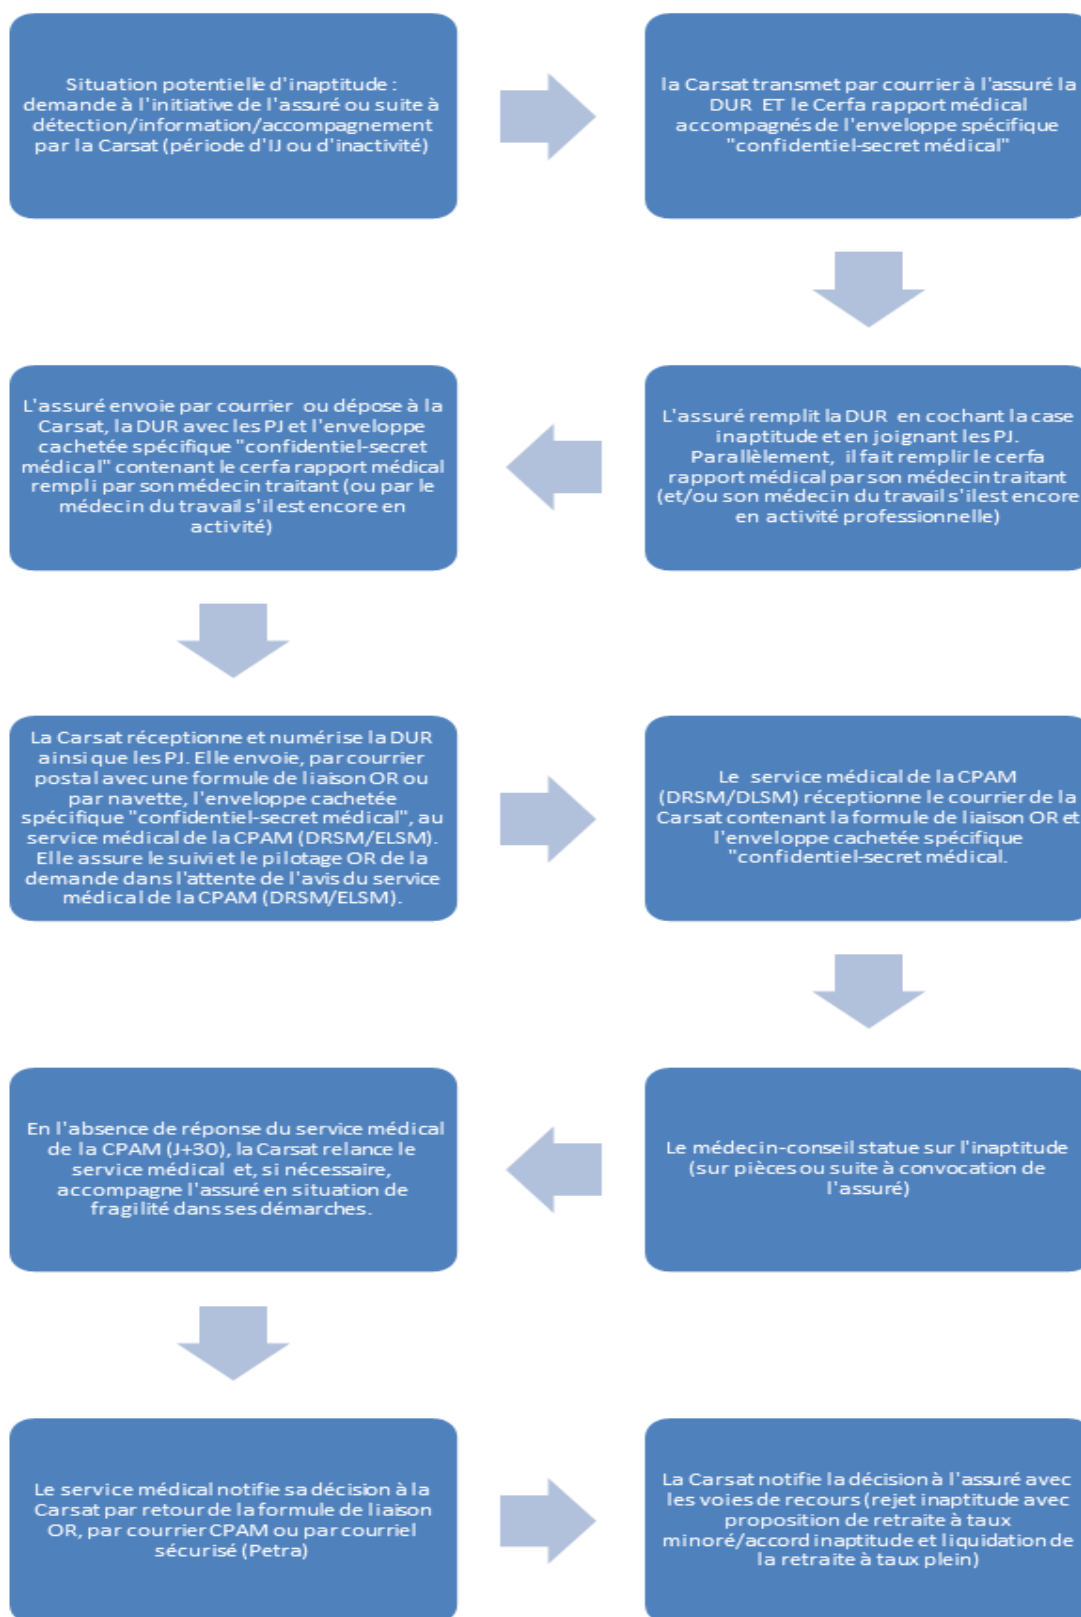 Situation potentielle d'inaptitude :
demande à l'initiative de l'assuré ou suite à
détection/information/accompagnement
par la Carsat (période d'IJ ou d'inactivité)
la Carsat transmet par courrier à l'assuré la
DUR ET le Cerfa rapport médical
accompagnés de l'enveloppe spécifique
"confidentiel-secret médical"
L'assuré remplit la DUR en cochant la case
inaptitude et en joignant les PJ.
Parallèlement, il fait remplir le cerfa
rapport médical par son médecin traitant
(et/ou son médecin du travail s'il est encore
en activité professionnelle)
L'assuré envoie par courrier ou dépose à la
Carsat, la DUR avec les PJ et l'enveloppe
cachetée spécifique "confidentiel-secret
médical" contenant le cerfa rapport médical
rempli par son médecin traitant (ou par le
médecin du travail s'il est encore en
activité)
La Carsat réceptionne et numérise la DUR
ainsi que les PJ. Elle envoie, par courrier
postal avec une formule de liaison OR ou
par navette, l'enveloppe cachetée
spécifique "confidentiel-secret médical", au
service médical de la CPAM (DRSM/ELSM).
Elle assure le suivi et le pilotage OR de la
demande dans l'attente de l'avis du service
médical de la CPAM (DRSM/ELSM).
Le service médical de la CPAM
(DRSM/DLSM) réceptionne le courrier de la
Carsat contenant la formule de liaison OR et
l'enveloppe cachetée spécifique
"confidentiel-secret médical.
Le médecin-conseil statue sur l'inaptitude
(sur pièces ou suite à convocation de
l'assuré)
En l'absence de réponse du service médical
de la CPAM (J+30), la Carsat relance le
service médical et, si nécessaire,
accompagne l'assuré en situation de
fragilité dans ses démarches.
Le service médical notifie sa décision à la
Carsat par retour de la formule de liaison
OR, par courrier CPAM ou par courriel
sécurisé (Petra)
La Carsat notifie la décision à l'assuré avec
les voies de recours (rejet inaptitude avec
proposition de retraite à taux
minoré/accord inaptitude et liquidation de
la retraite à taux plein)